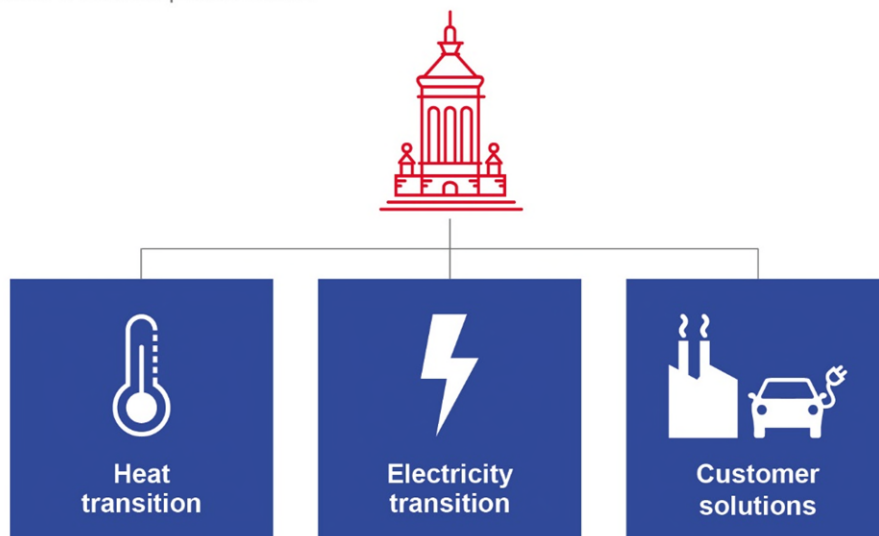 Heat
transition
Electricity
transition
Customer
solutions